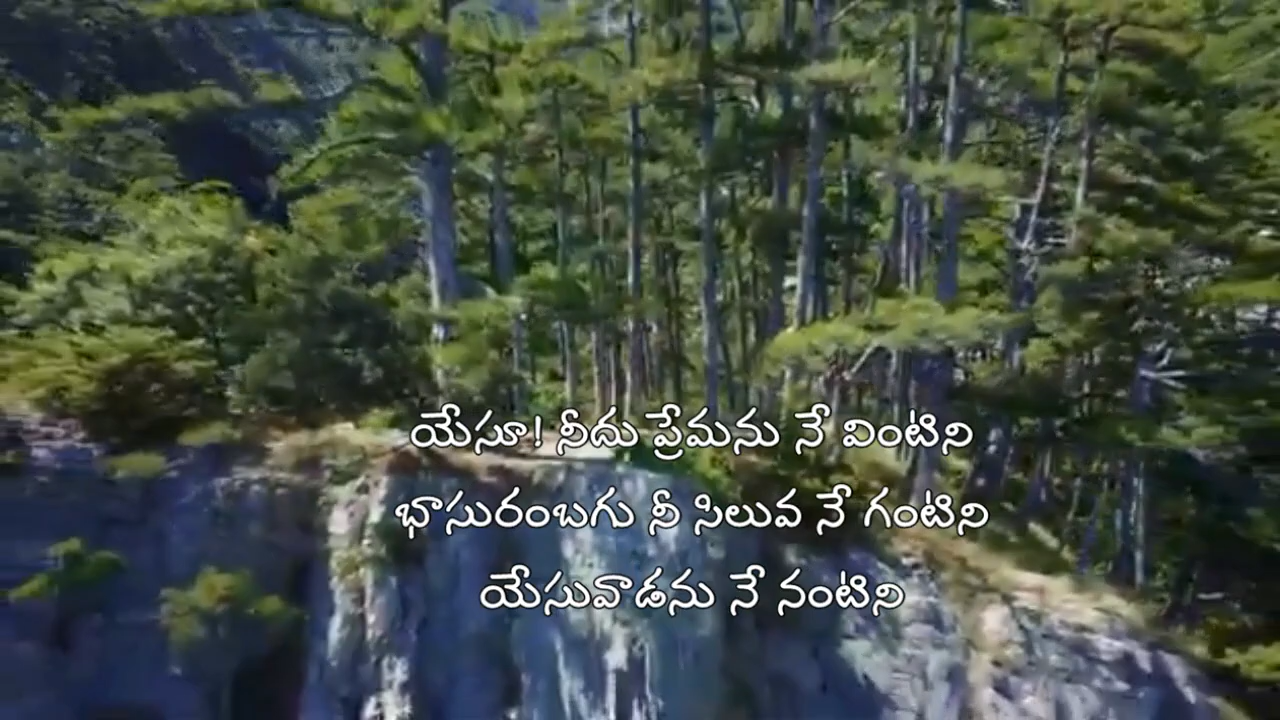 యేసూ! నీదు ప్రేమను నే వింటిని
భాసురంబగు నీ సిలువ నే గంటిని
యేసువాడను నే నంటిని